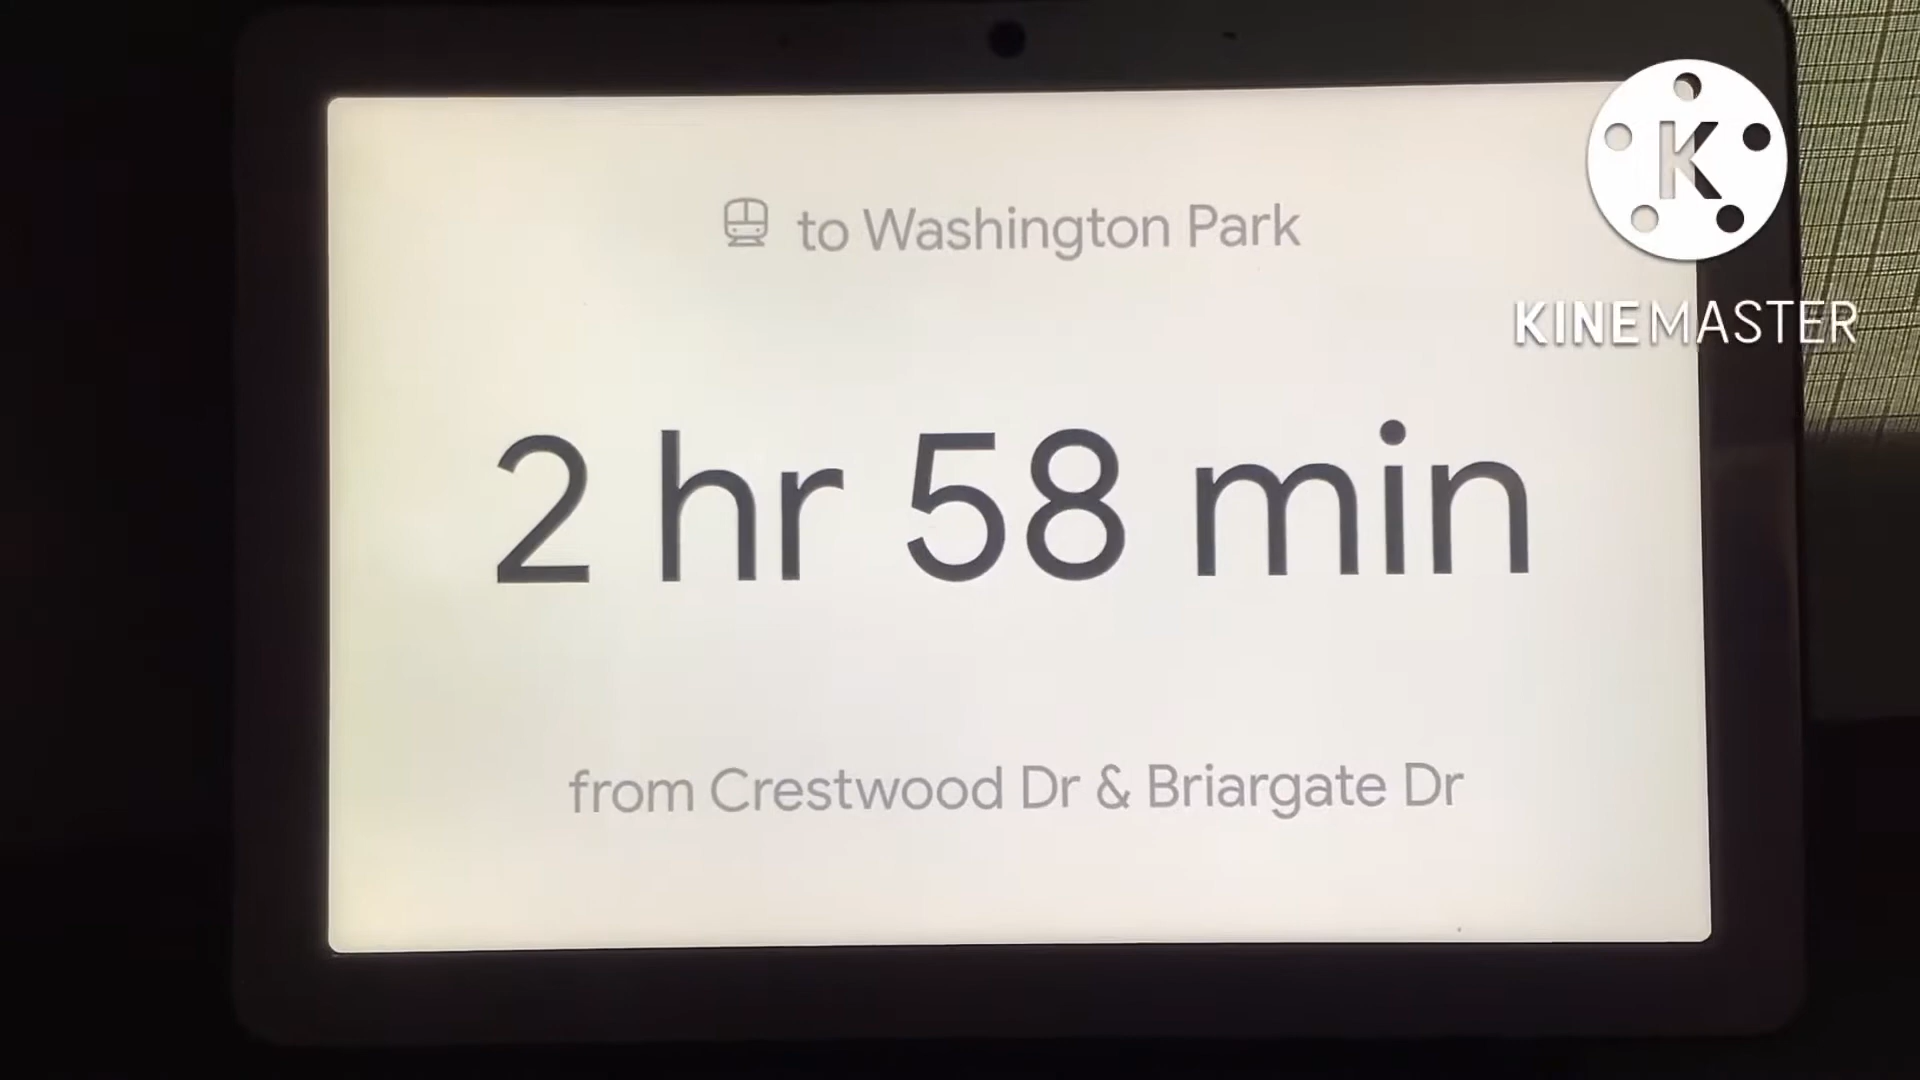 to Washington Park
K
KINEMASTER
2 hr 58 min
from Crestwood Dr & Briargate Dr